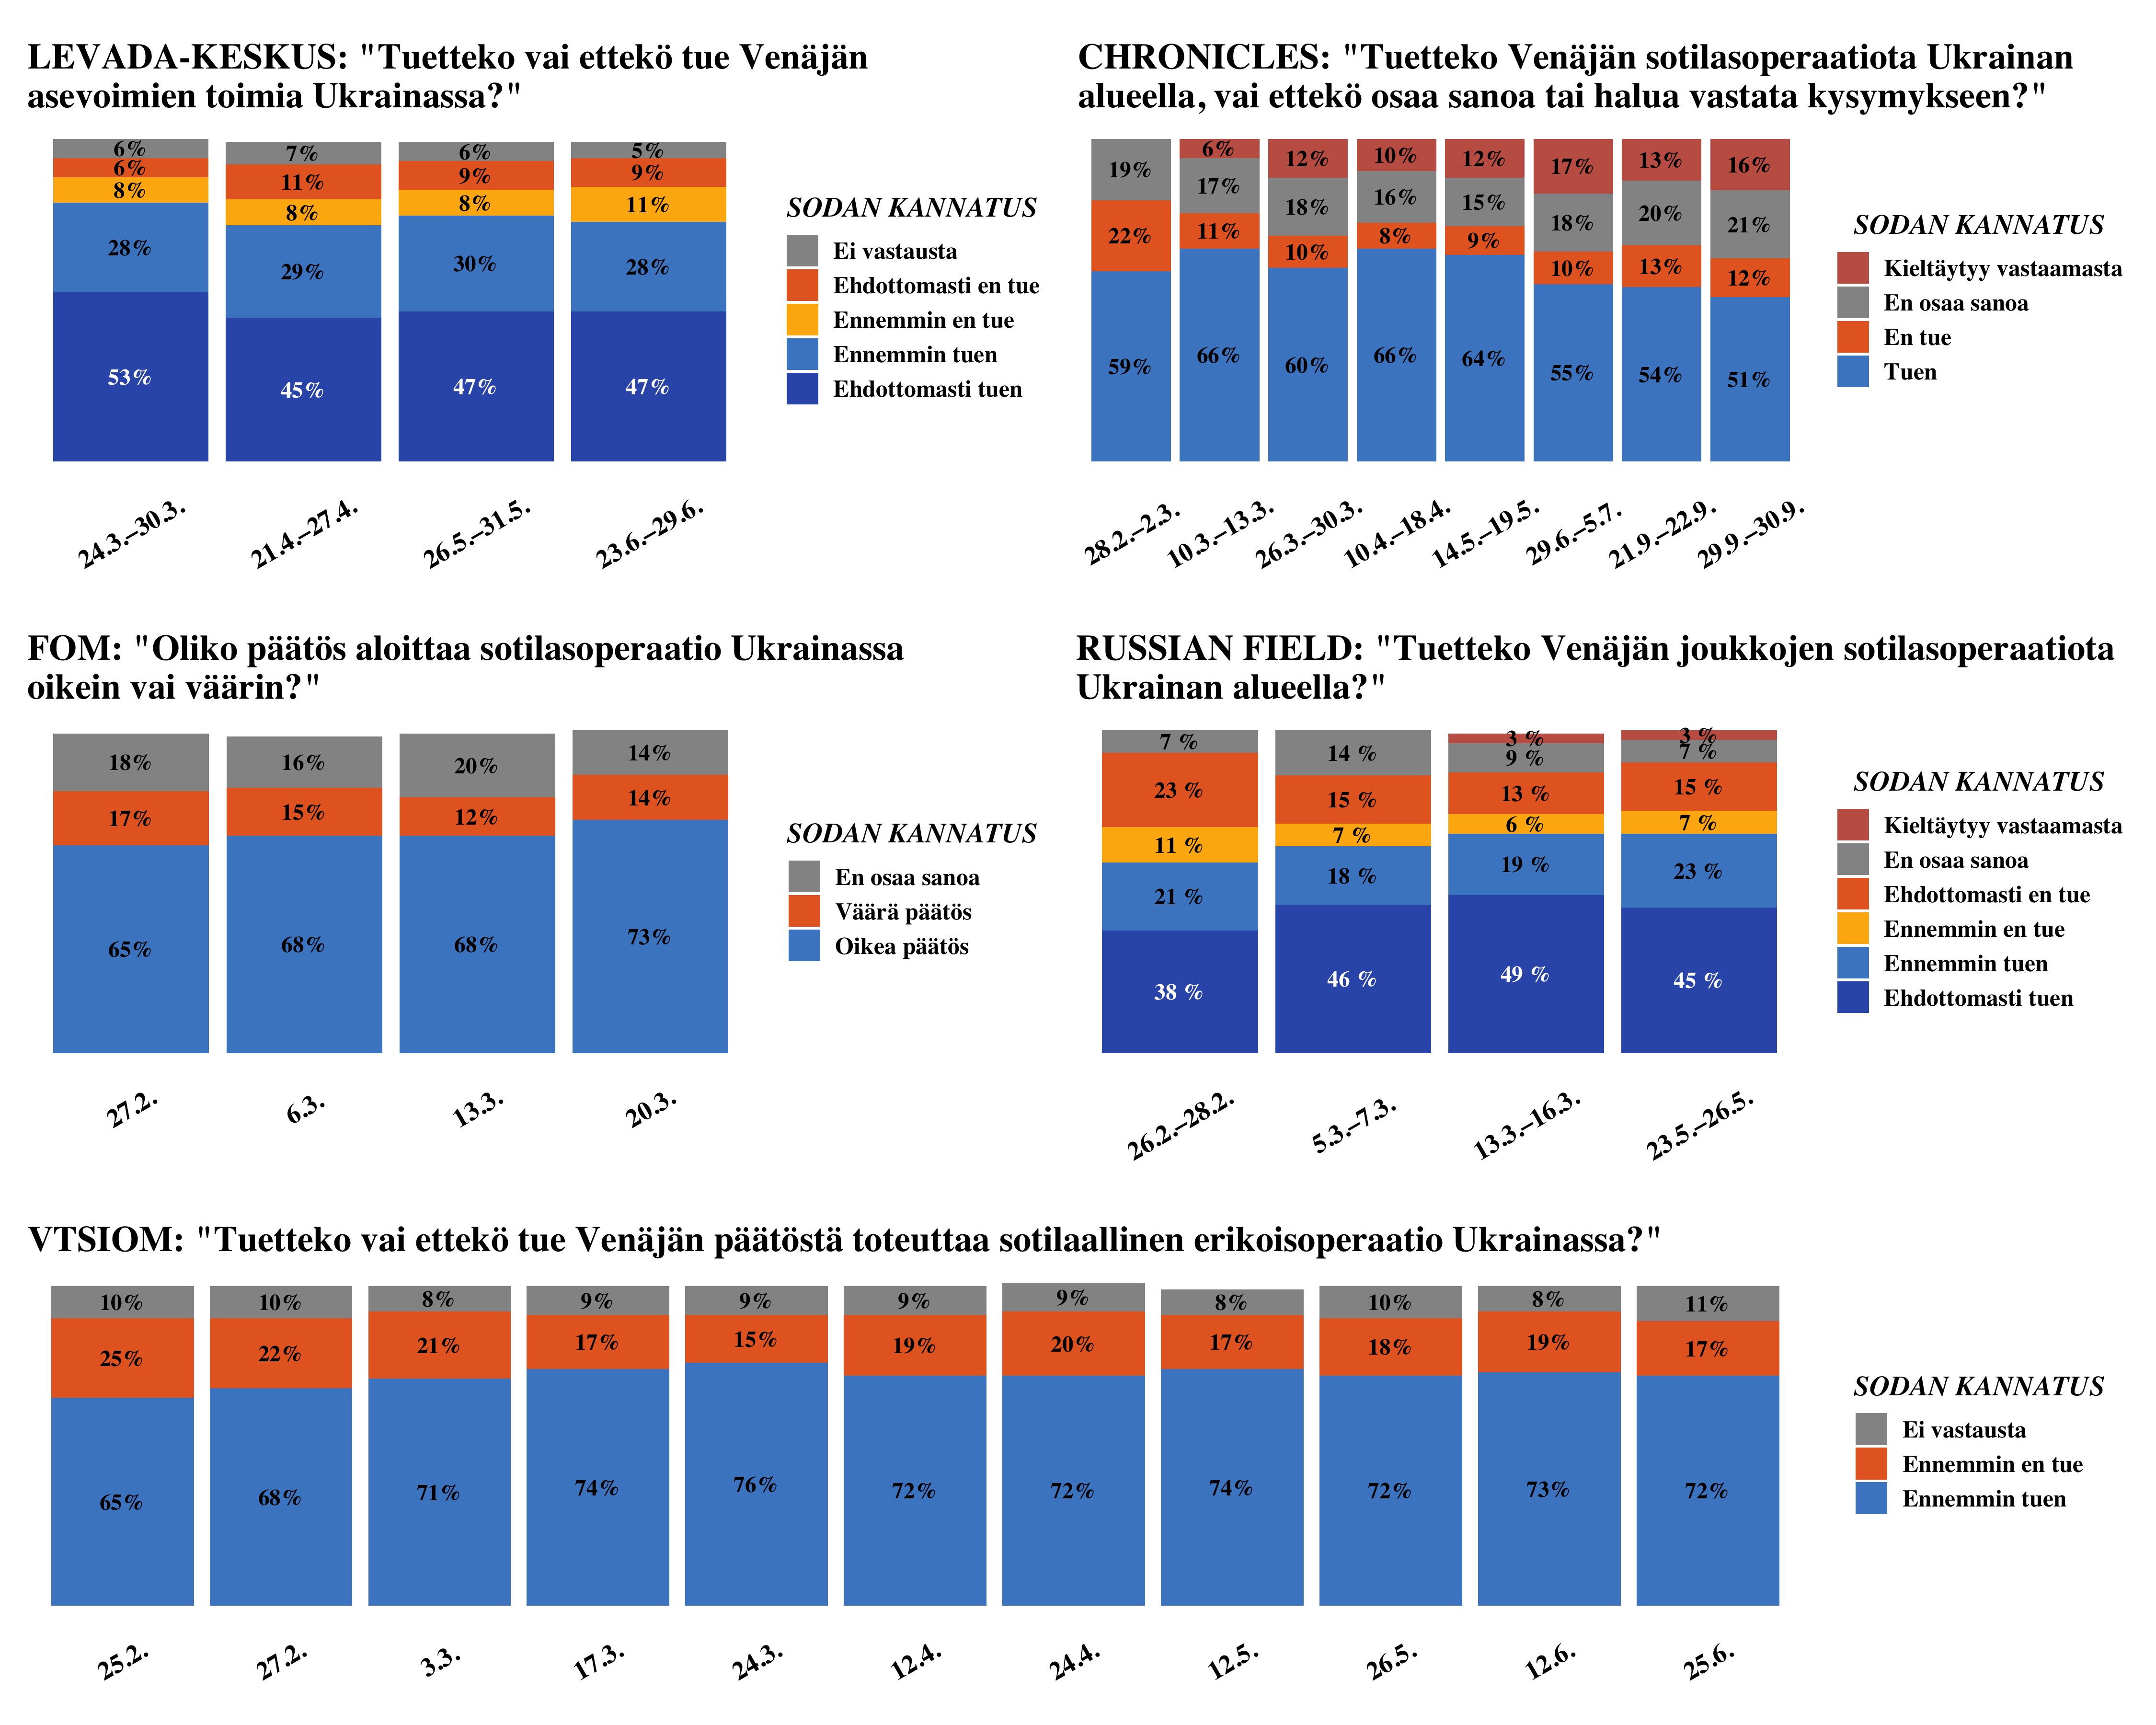 LEVADA-KESKUS: "Tuetteko vai ettekö tue Venäjän
asevoimien toimia Ukrainassa?"
6% 7% 6% 5%
6% 11% 9% 9%
8% 8% 8% 11%
28% 29% 30% 28%
53% 45% 47% 47%
24.3.–30.3. 21.4.–27.4. 26.5.–31.5. 23.6.–29.6.
SODAN KANNATUS
Ei vastausta
Ehdottomasti en tue
Ennemmin en tue
Ennemmin tuen
Ehdottomasti tuen
CHRONICLES: "Tuetteko Venäjän sotilasoperaatiota Ukrainan
alueella, vai ettekö osaa sanoa tai halua vastata kysymykseen?"
6% 12% 10% 12% 17% 13% 16%
19% 17% 18% 16% 15% 18% 20% 21%
22% 11% 10% 8% 9% 10% 13% 12%
59% 66% 60% 66% 64% 55% 54% 51%
28.2.–2.3. 10.3.–13.3. 26.3.–30.3. 10.4.–18.4. 14.5.–19.5. 29.6.–5.7. 21.9.–22.9. 29.9.–30.9.
SODAN KANNATUS
Kieltäytyy vastaamasta
En osaa sanoa
En tue
Tuen
FOM: "Oliko päätös aloittaa sotilasoperaatio Ukrainassa
oikein vai väärin?"
18% 16% 20% 14%
17% 15% 12% 14%
65% 68% 68% 73%
27.2. 6.3. 13.3. 20.3.
SODAN KANNATUS
En osaa sanoa
Väärä päätös
Oikea päätös
RUSSIAN FIELD: "Tuetteko Venäjän joukkojen sotilasoperaatiota
Ukrainan alueella?"
3 % 3 %
7 % 14 % 9 % 7 %
23 % 15 % 13 % 15 %
11 % 7 % 6 % 7 %
21 % 18 % 19 % 23 %
38 % 46 % 49 % 45 %
26.2.–28.2. 5.3.–7.3. 13.3.–16.3. 23.5.–26.5.
SODAN KANNATUS
Kieltäytyy vastaamasta
En osaa sanoa
Ehdottomasti en tue
Ennemmin en tue
Ennemmin tuen
Ehdottomasti tuen
VTSIOM: "Tuetteko vai ettekö tue Venäjän päätöstä toteuttaa sotilaallinen erikoisoperaatio Ukrainassa?"
10% 10% 8% 9% 9% 9% 9% 8% 10% 8% 11%
25% 22% 21% 17% 15% 19% 20% 17% 18% 19% 17%
65% 68% 71% 74% 76% 72% 72% 74% 72% 73% 72%
25.2. 27.2. 3.3. 17.3. 24.3. 12.4. 24.4. 12.5. 26.5. 12.6. 25.6.
SODAN KANNATUS
Ei vastausta
Ennemmin en tue
Ennemmin tuen